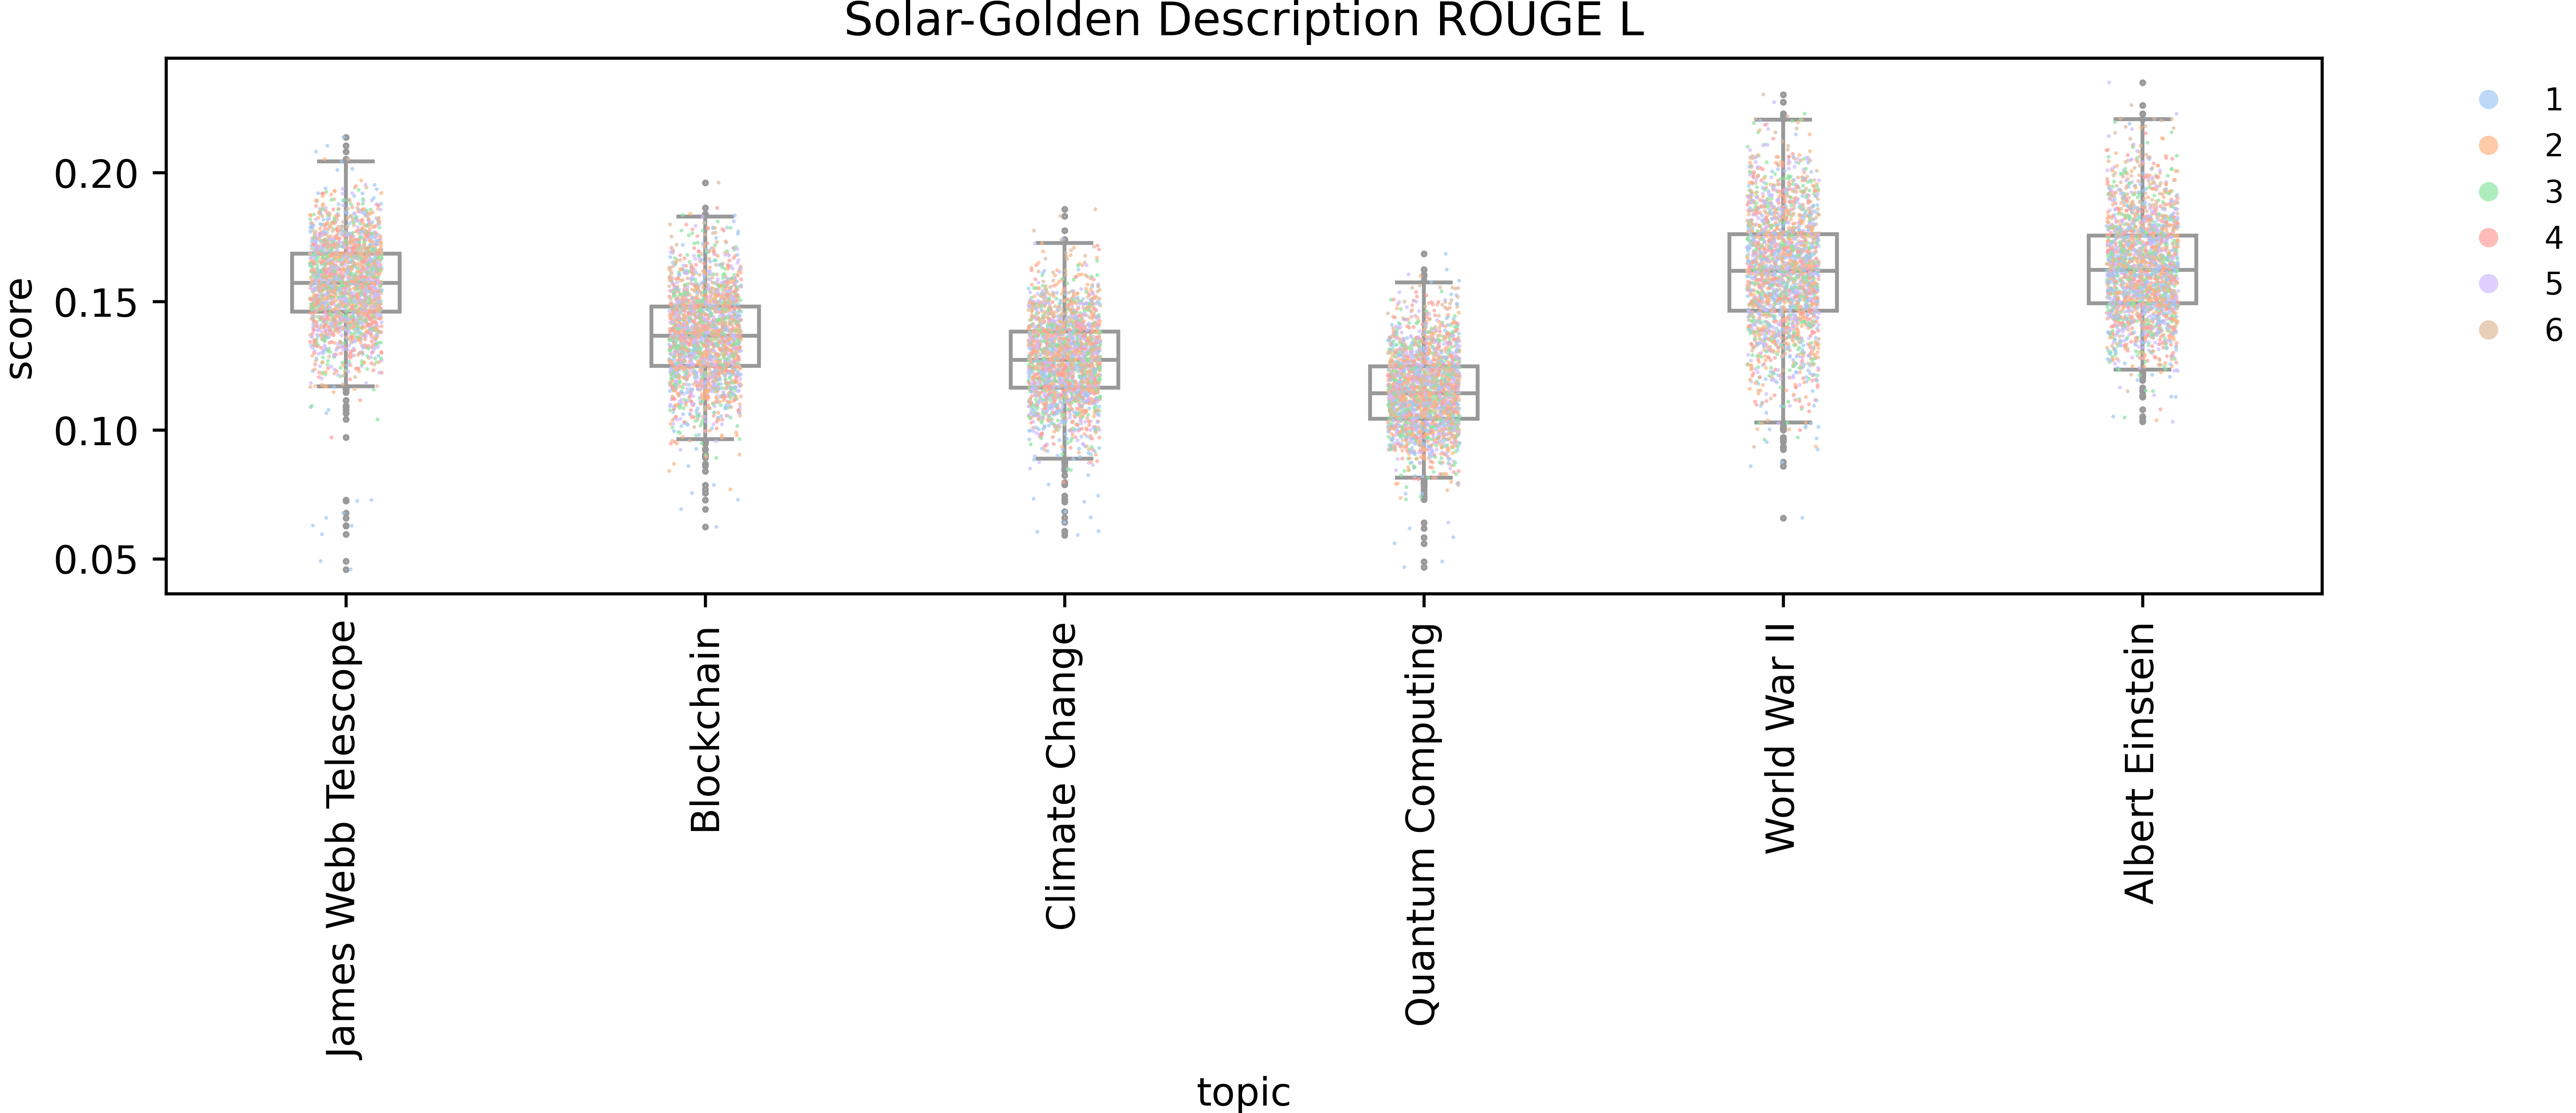 Solar-Golden Description ROUGE L
score
0.20
0.15
0.10
0.05
James Webb Telescope
Blockchain
Climate Change
Quantum Computing
World War II
Albert Einstein
topic
1
2
3
4
5
6